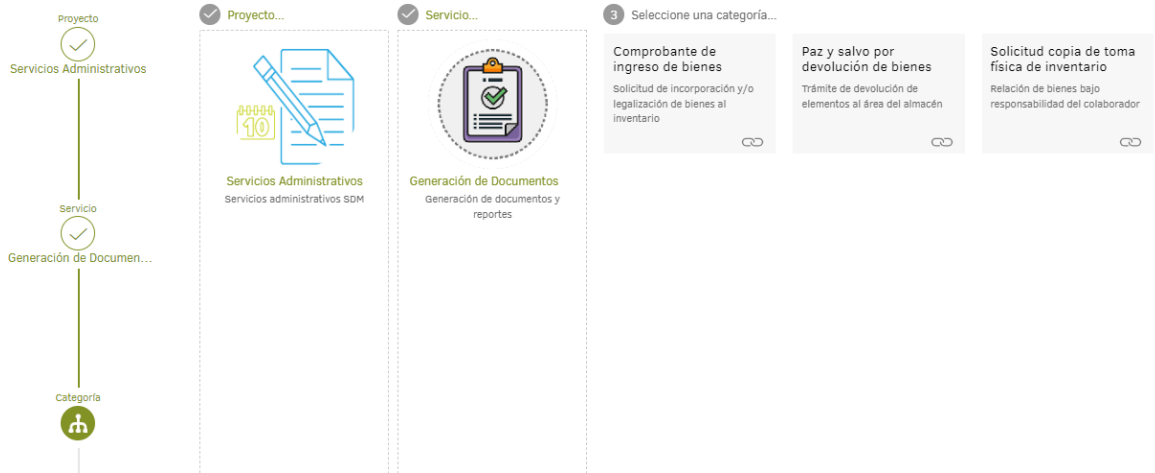 Proyecto
Servicios Administrativos
Servicio
Generación de Documen...
Categoría
Proyecto...
10
Servicios Administrativos
Servicios administrativos SDM
Servicio...
Generación de Documentos
Generación de documentos y
reportes
3 Seleccione una categoría...
Comprobante de
ingreso de bienes
Solicitud de incorporación y/o
legalización de bienes al
inventario
Paz y salvo por
devolución de bienes
Trámite de devolución de
elementos al área del almacén
Solicitud copia de toma
física de inventario
Relación de bienes bajo
responsabilidad del colaborador